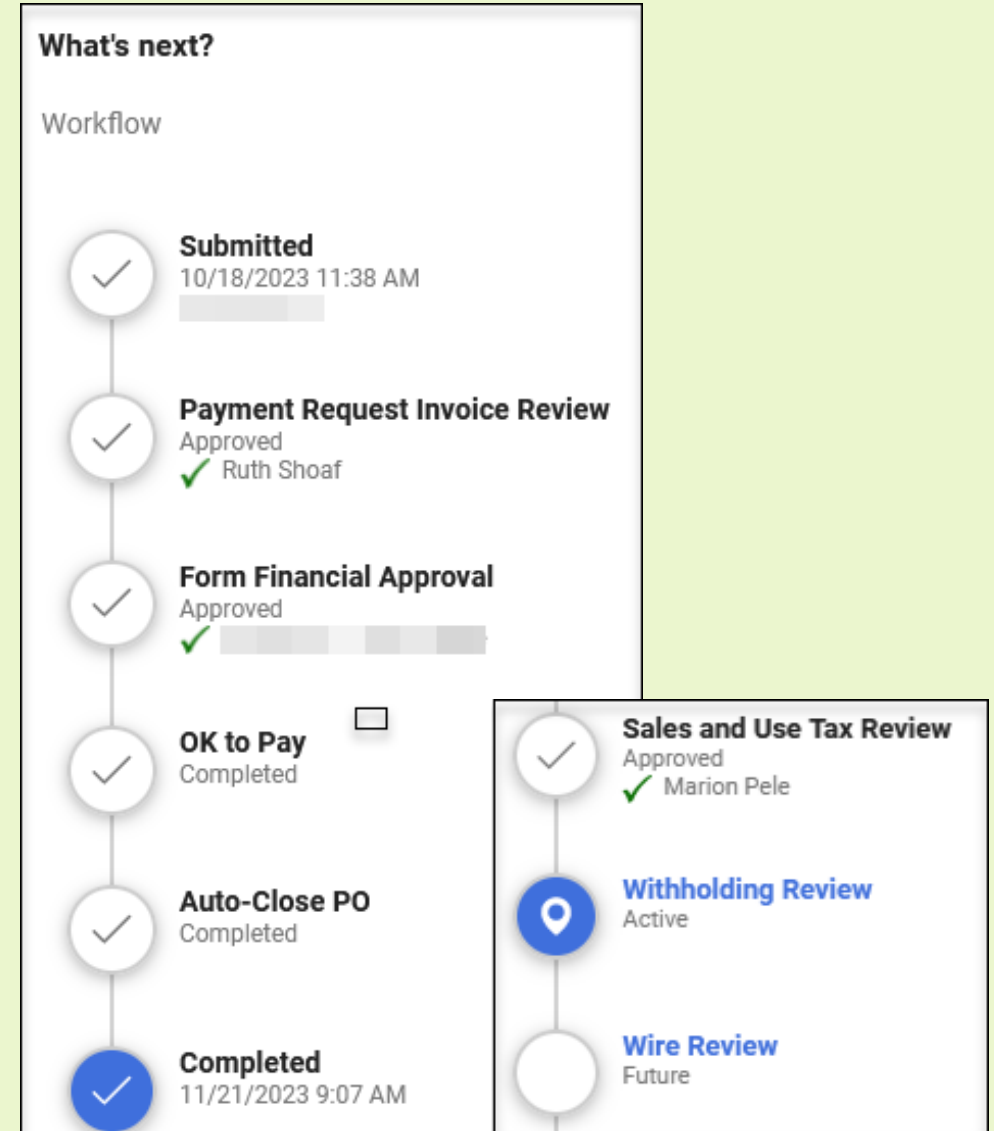 What's next?
Workflow
Submitted
10/18/2023 11:38 AM
Payment Request Invoice Review
Approved
Ruth Shoaf
Form Financial Approval
Approved
OK to Pay
Completed
Auto-Close PO
Completed
Completed
11/21/2023 9:07 AM
Sales and Use Tax Review
Approved
Marion Pele
Withholding Review
Active
Wire Review
Future